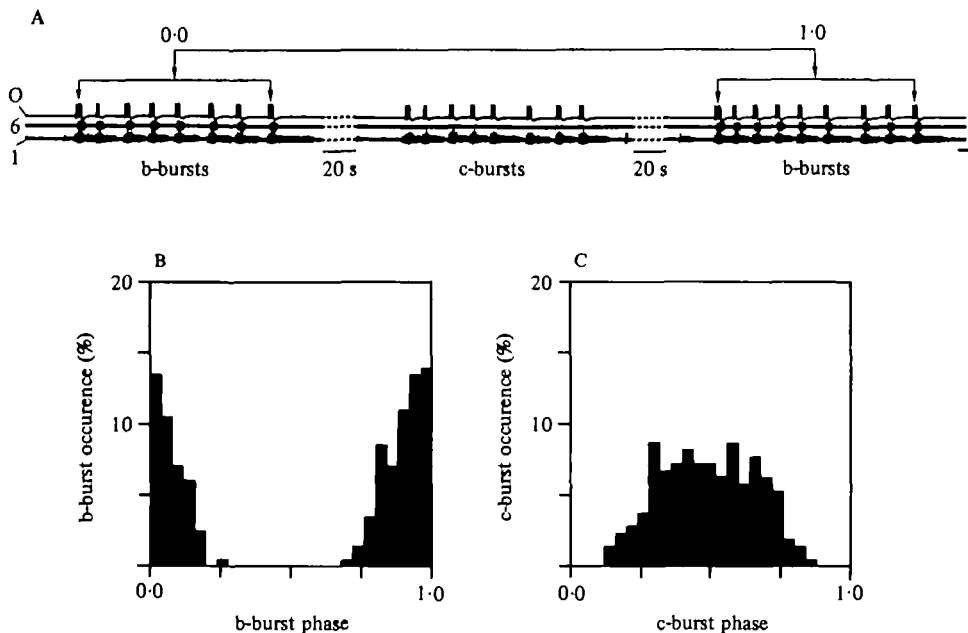 A
0·0
1·0
O
6
1
b-bursts
20 s
c-bursts
20 s
b-bursts
B
20
10
b-burst occurence (%)
0·0
1·0
b-burst phase
C
20
10
c-burst occurence (%)
0·0
1·0
c-burst phase